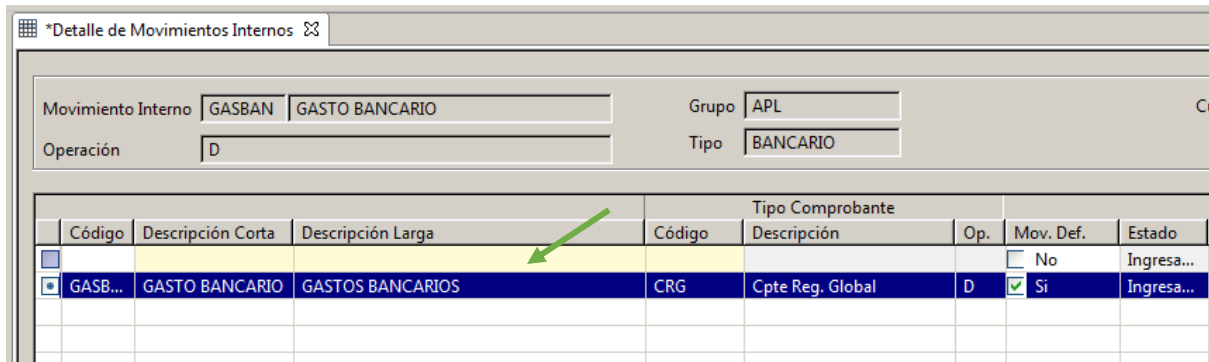 *Detalle de Movimientos Internos
Movimiento Interno GASBAN GASTO BANCARIO Grupo APL
Operación D Tipo BANCARIO
Tipo Comprobante
Código Descripción Corta Descripción Larga Código Descripción Op. Mov. Def. Estado
No Ingresa...
GASB... GASTO BANCARIO GASTOS BANCARIOS CRG Cpte Reg. Global D Si Ingresa...